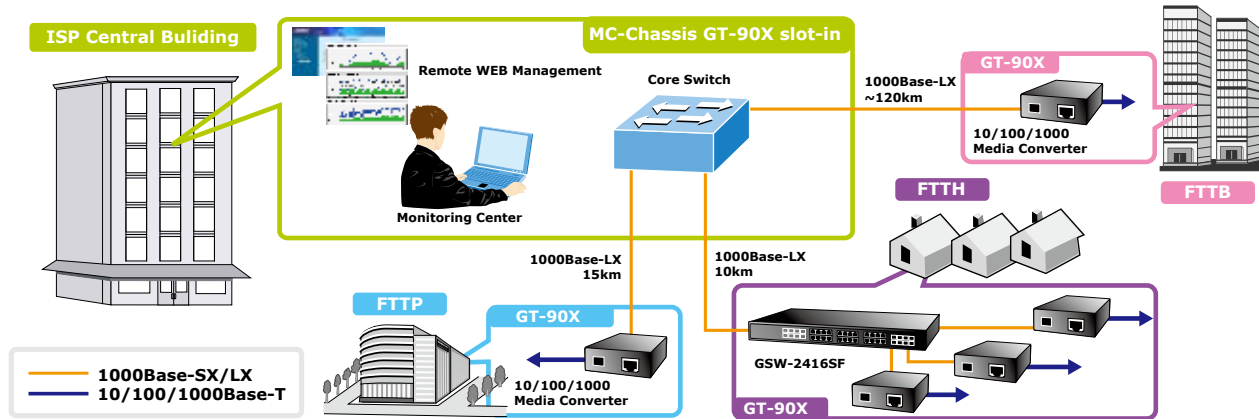 ISP Central Buliding
MC-Chassis GT-90X slot-in
Remote WEB Management
Core Switch
Monitoring Center
1000Base-LX
~120km
GT-90X
10/100/1000
Media Converter
FTTB
FTTH
1000Base-LX
15km
1000Base-LX
10km
FTTP
GT-90X
10/100/1000
Media Converter
GSW-2416SF
GT-90X
1000Base-SX/LX
10/100/1000Base-T